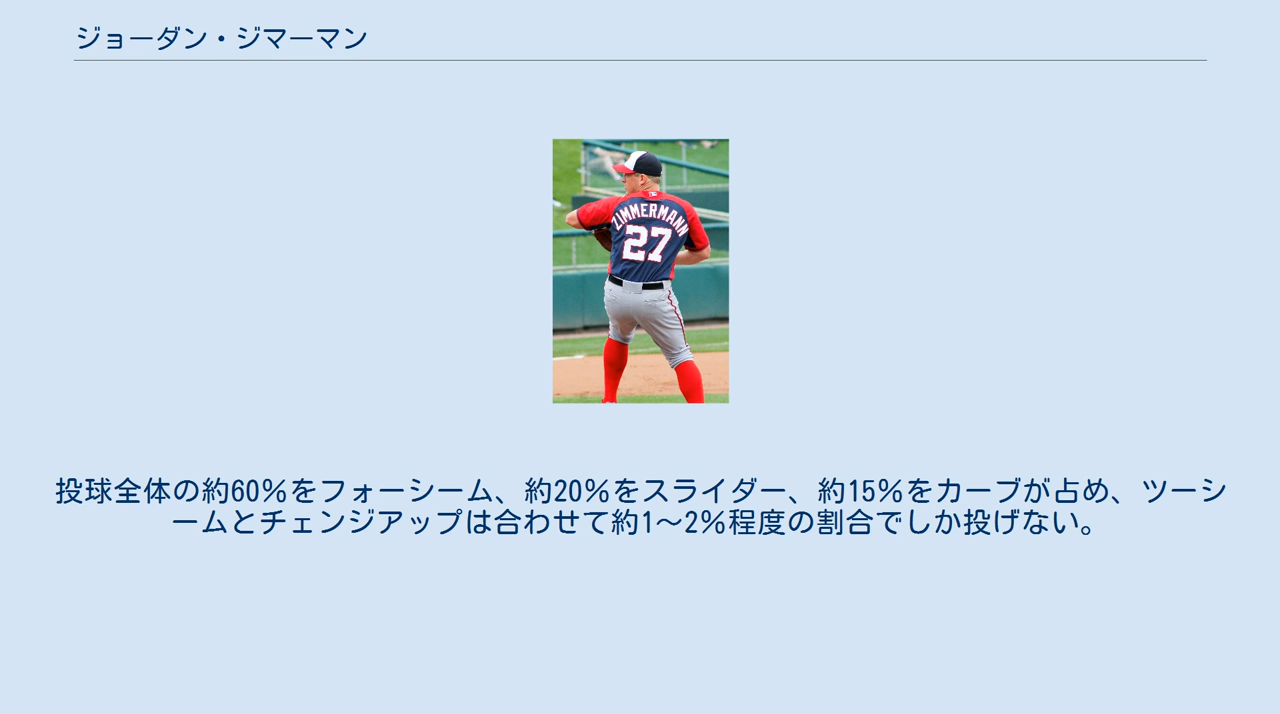 ジョーダン・ジマーマン
ZIMMERMANN
27
投球全体の約60%をフォーシーム、約20%をスライダー、約15%をカーブが占め、ツーシ
ームとチェンジアップは合わせて約1～2%程度の割合でしか投げない。